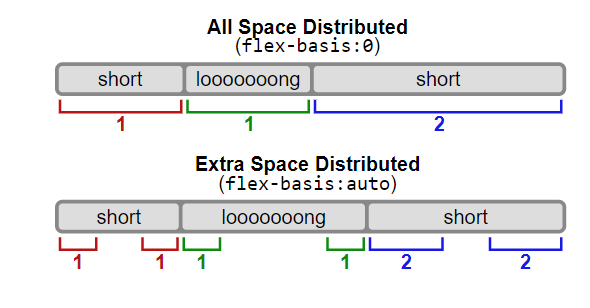 All Space Distributed
(flex-basis:0)
short looooooong short
1 1 2
Extra Space Distributed
(flex-basis:auto)
short looooooong short
1 1 1 1 2 2